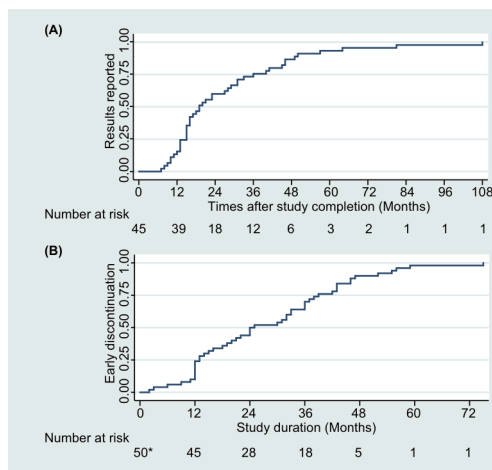 (A)
Results reported
0.00 0.25 0.50 0.75 1.00
0 12 24 36 48 60 72 84 96 108
Times after study completion (Months)
Number at risk
45 39 18 12 6 3 2 1 1 1
(B)
Early discontinuation
0.00 0.25 0.50 0.75 1.00
0 12 24 36 48 60 72
Study duration (Months)
Number at risk
50* 45 28 18 5 1 1